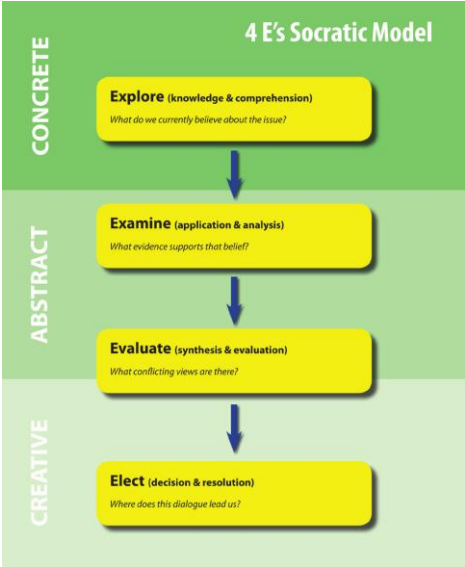 4 E's Socratic Model
CONCRETE
Explore (knowledge & comprehension)
What do we currently believe about the issue?
ABSTRACT
Examine (application & analysis)
What evidence supports that belief?
Evaluate (synthesis & evaluation)
What conflicting views are there?
CREATIVE
Elect (decision & resolution)
Where does this dialogue lead us?